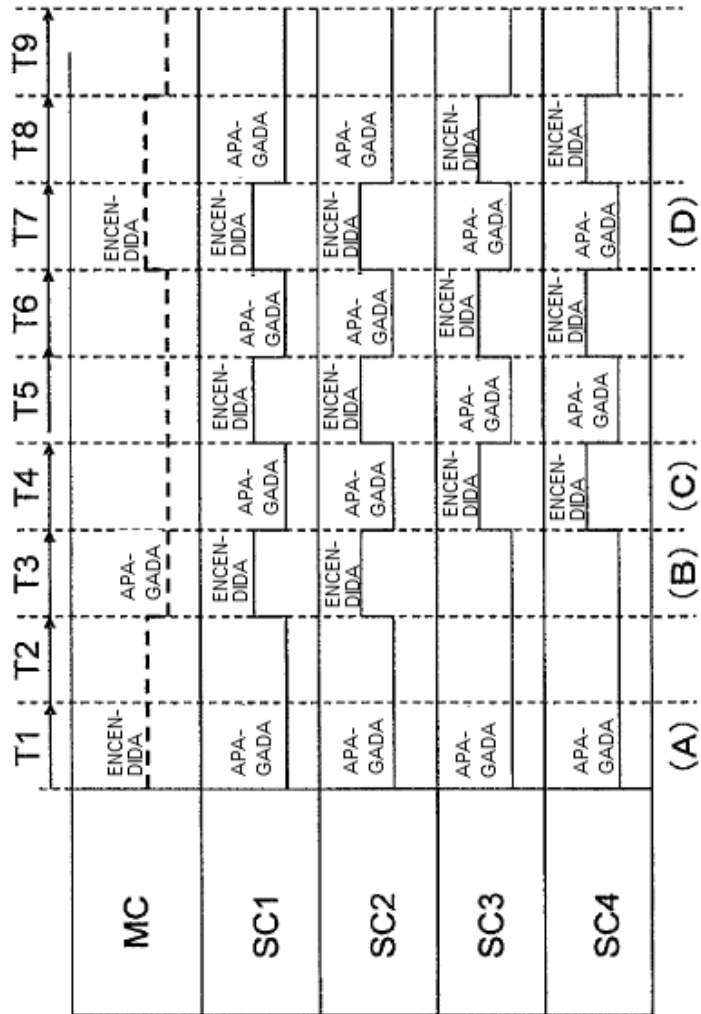 T1 T2 T3 T4 T5 T6 T7 T8 T9
MC
ENCEN-
DIDA
APA-
GADA
ENCEN-
DIDA
SC1
APA-
GADA
ENCEN-
DIDA
APA-
GADA
ENCEN-
DIDA
APA-
GADA
ENCEN-
DIDA
APA-
GADA
SC2
APA-
GADA
ENCEN-
DIDA
APA-
GADA
ENCEN-
DIDA
APA-
GADA
ENCEN-
DIDA
APA-
GADA
SC3
APA-
GADA
ENCEN-
DIDA
APA-
GADA
ENCEN-
DIDA
APA-
GADA
ENCEN-
DIDA
SC4
APA-
GADA
ENCEN-
DIDA
APA-
GADA
ENCEN-
DIDA
APA-
GADA
ENCEN-
DIDA
(A) (B) (C) (D)